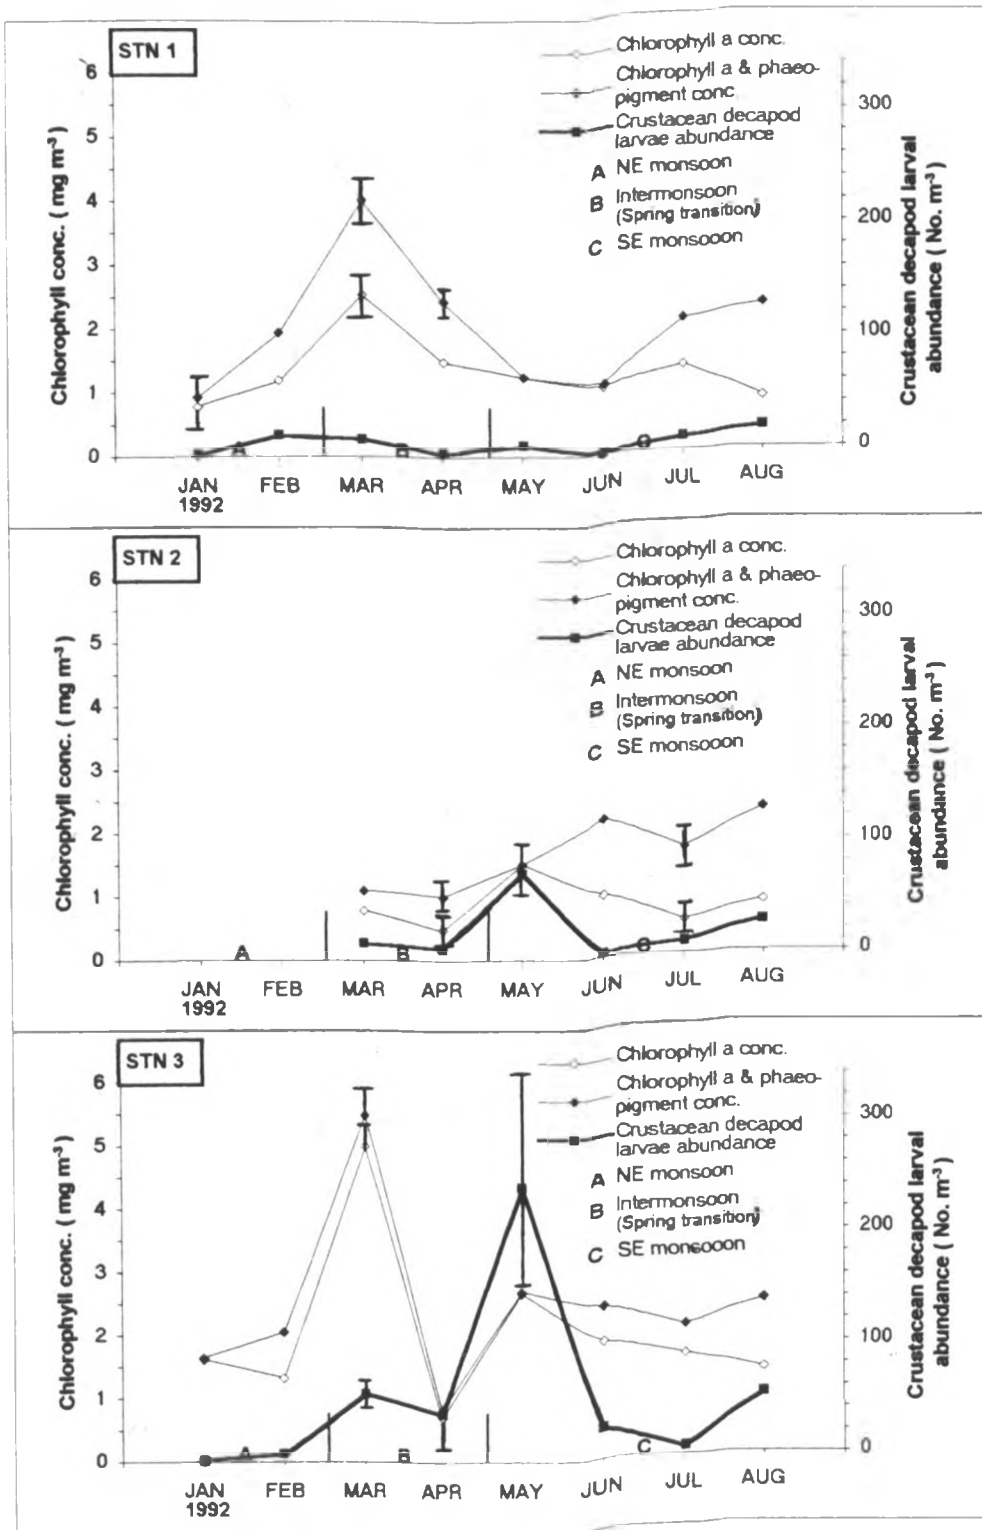 STN 1
Chlorophyll a conc.
Chlorophyll a & phaeo-
pigment conc
Crustacean decapod
larvae abundance
A NE monsoon
B Intermonsoon
(Spring transition)
C SE monsooon
Chlorophyll conc. ( mg m⁻³ )
6
5
4
3
2
1
0
300
200
100
0
Crustacean decapod larval
abundance ( No. m⁻³ )
A
B
C
JAN FEB MAR APR MAY JUN JUL AUG
1992
STN 2
Chlorophyll a conc.
Chlorophyll a & phaeo-
pigment conc.
Crustacean decapod
larvae abundance
A NE monsoon
B Intermonsoon
(Spring transition)
C SE monsooon
Chlorophyll conc. ( mg m⁻³ )
6
5
4
3
2
1
0
300
200
100
0
Crustacean decapod larval
abundance ( No. m⁻³ )
A
B
C
JAN FEB MAR APR MAY JUN JUL AUG
1992
STN 3
Chlorophyll a conc.
Chlorophyll a & phaeo-
pigment conc.
Crustacean decapod
larvae abundance
A NE monsoon
B Intermonsoon
(Spring transition)
C SE monsooon
Chlorophyll conc. ( mg m⁻³ )
6
5
4
3
2
1
0
300
200
100
0
Crustacean decapod larval
abundance ( No. m⁻³ )
A
B
C
JAN FEB MAR APR MAY JUN JUL AUG
1992